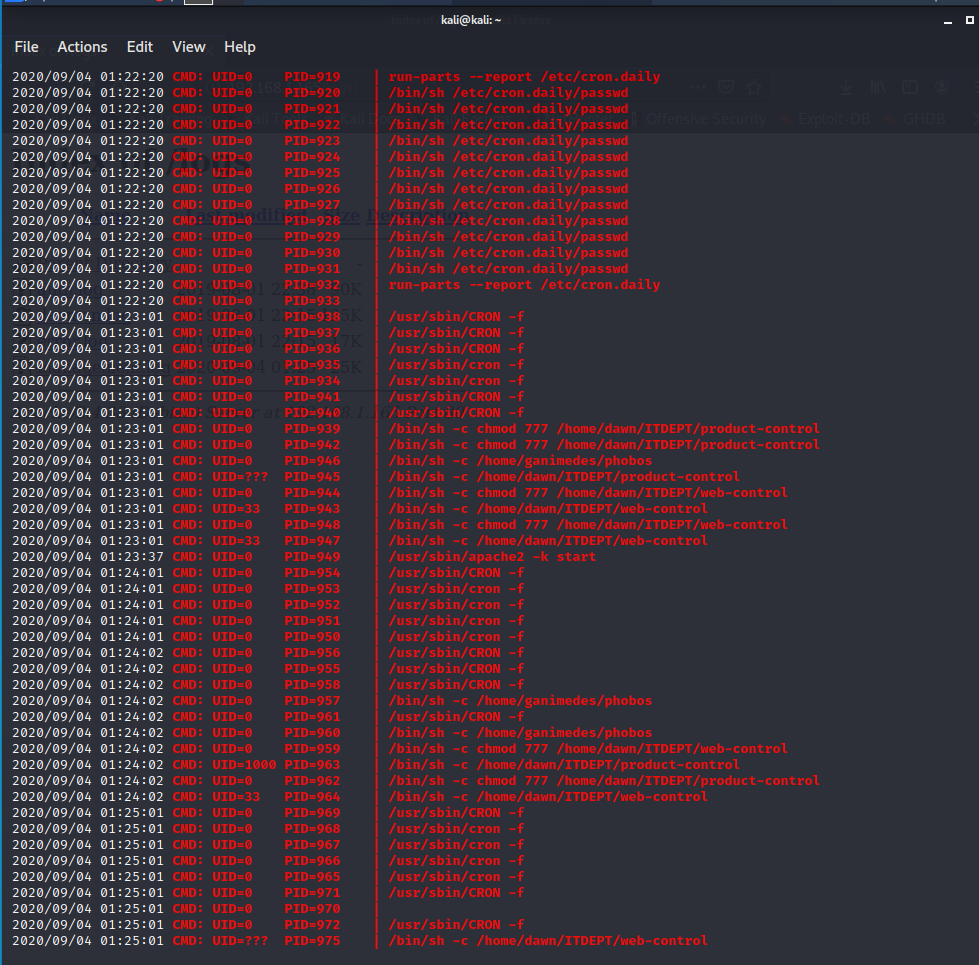 kali@kali: ~
File Actions Edit View Help
2020/09/04 01:22:20 CMD: UID=0 PID=919 | run-parts --report /etc/cron.daily
2020/09/04 01:22:20 CMD: UID=0 PID=920 | /bin/sh /etc/cron.daily/passwd
2020/09/04 01:22:20 CMD: UID=0 PID=921 | /bin/sh /etc/cron.daily/passwd
2020/09/04 01:22:20 CMD: UID=0 PID=922 | /bin/sh /etc/cron.daily/passwd
2020/09/04 01:22:20 CMD: UID=0 PID=923 | /bin/sh /etc/cron.daily/passwd
2020/09/04 01:22:20 CMD: UID=0 PID=924 | /bin/sh /etc/cron.daily/passwd
2020/09/04 01:22:20 CMD: UID=0 PID=925 | /bin/sh /etc/cron.daily/passwd
2020/09/04 01:22:20 CMD: UID=0 PID=926 | /bin/sh /etc/cron.daily/passwd
2020/09/04 01:22:20 CMD: UID=0 PID=927 | /bin/sh /etc/cron.daily/passwd
2020/09/04 01:22:20 CMD: UID=0 PID=928 | /bin/sh /etc/cron.daily/passwd
2020/09/04 01:22:20 CMD: UID=0 PID=929 | /bin/sh /etc/cron.daily/passwd
2020/09/04 01:22:20 CMD: UID=0 PID=930 | /bin/sh /etc/cron.daily/passwd
2020/09/04 01:22:20 CMD: UID=0 PID=931 | /bin/sh /etc/cron.daily/passwd
2020/09/04 01:22:20 CMD: UID=0 PID=932 | run-parts --report /etc/cron.daily
2020/09/04 01:22:20 CMD: UID=0 PID=933 |
2020/09/04 01:23:01 CMD: UID=0 PID=938 | /usr/sbin/CRON -f
2020/09/04 01:23:01 CMD: UID=0 PID=937 | /usr/sbin/cron -f
2020/09/04 01:23:01 CMD: UID=0 PID=936 | /usr/sbin/CRON -f
2020/09/04 01:23:01 CMD: UID=0 PID=935 | /usr/sbin/cron -f
2020/09/04 01:23:01 CMD: UID=0 PID=934 | /usr/sbin/cron -f
2020/09/04 01:23:01 CMD: UID=0 PID=941 | /usr/sbin/CRON -f
2020/09/04 01:23:01 CMD: UID=0 PID=940 | /usr/sbin/CRON -f
2020/09/04 01:23:01 CMD: UID=0 PID=939 | /bin/sh -c chmod 777 /home/dawn/ITDEPT/product-control
2020/09/04 01:23:01 CMD: UID=0 PID=942 | /bin/sh -c chmod 777 /home/dawn/ITDEPT/product-control
2020/09/04 01:23:01 CMD: UID=0 PID=946 | /bin/sh -c /home/ganimedes/phobos
2020/09/04 01:23:01 CMD: UID=??? PID=945 | /bin/sh -c /home/dawn/ITDEPT/product-control
2020/09/04 01:23:01 CMD: UID=0 PID=944 | /bin/sh -c chmod 777 /home/dawn/ITDEPT/web-control
2020/09/04 01:23:01 CMD: UID=33 PID=943 | /bin/sh -c /home/dawn/ITDEPT/web-control
2020/09/04 01:23:01 CMD: UID=0 PID=948 | /bin/sh -c chmod 777 /home/dawn/ITDEPT/web-control
2020/09/04 01:23:01 CMD: UID=33 PID=947 | /bin/sh -c /home/dawn/ITDEPT/web-control
2020/09/04 01:23:37 CMD: UID=0 PID=949 | /usr/sbin/apache2 -k start
2020/09/04 01:24:01 CMD: UID=0 PID=954 | /usr/sbin/CRON -f
2020/09/04 01:24:01 CMD: UID=0 PID=953 | /usr/sbin/cron -f
2020/09/04 01:24:01 CMD: UID=0 PID=952 | /usr/sbin/cron -f
2020/09/04 01:24:01 CMD: UID=0 PID=951 | /usr/sbin/cron -f
2020/09/04 01:24:01 CMD: UID=0 PID=950 | /usr/sbin/cron -f
2020/09/04 01:24:02 CMD: UID=0 PID=956 | /usr/sbin/CRON -f
2020/09/04 01:24:02 CMD: UID=0 PID=955 | /usr/sbin/CRON -f
2020/09/04 01:24:02 CMD: UID=0 PID=958 | /usr/sbin/CRON -f
2020/09/04 01:24:02 CMD: UID=0 PID=957 | /bin/sh -c /home/ganimedes/phobos
2020/09/04 01:24:02 CMD: UID=0 PID=961 | /usr/sbin/CRON -f
2020/09/04 01:24:02 CMD: UID=0 PID=960 | /bin/sh -c /home/ganimedes/phobos
2020/09/04 01:24:02 CMD: UID=0 PID=959 | /bin/sh -c chmod 777 /home/dawn/ITDEPT/web-control
2020/09/04 01:24:02 CMD: UID=1000 PID=963 | /bin/sh -c /home/dawn/ITDEPT/product-control
2020/09/04 01:24:02 CMD: UID=0 PID=962 | /bin/sh -c chmod 777 /home/dawn/ITDEPT/product-control
2020/09/04 01:24:02 CMD: UID=33 PID=964 | /bin/sh -c /home/dawn/ITDEPT/web-control
2020/09/04 01:25:01 CMD: UID=0 PID=969 | /usr/sbin/CRON -f
2020/09/04 01:25:01 CMD: UID=0 PID=968 | /usr/sbin/cron -f
2020/09/04 01:25:01 CMD: UID=0 PID=967 | /usr/sbin/cron -f
2020/09/04 01:25:01 CMD: UID=0 PID=966 | /usr/sbin/cron -f
2020/09/04 01:25:01 CMD: UID=0 PID=965 | /usr/sbin/cron -f
2020/09/04 01:25:01 CMD: UID=0 PID=971 | /usr/sbin/CRON -f
2020/09/04 01:25:01 CMD: UID=0 PID=970 |
2020/09/04 01:25:01 CMD: UID=0 PID=972 | /usr/sbin/CRON -f
2020/09/04 01:25:01 CMD: UID=??? PID=975 | /bin/sh -c /home/dawn/ITDEPT/web-control